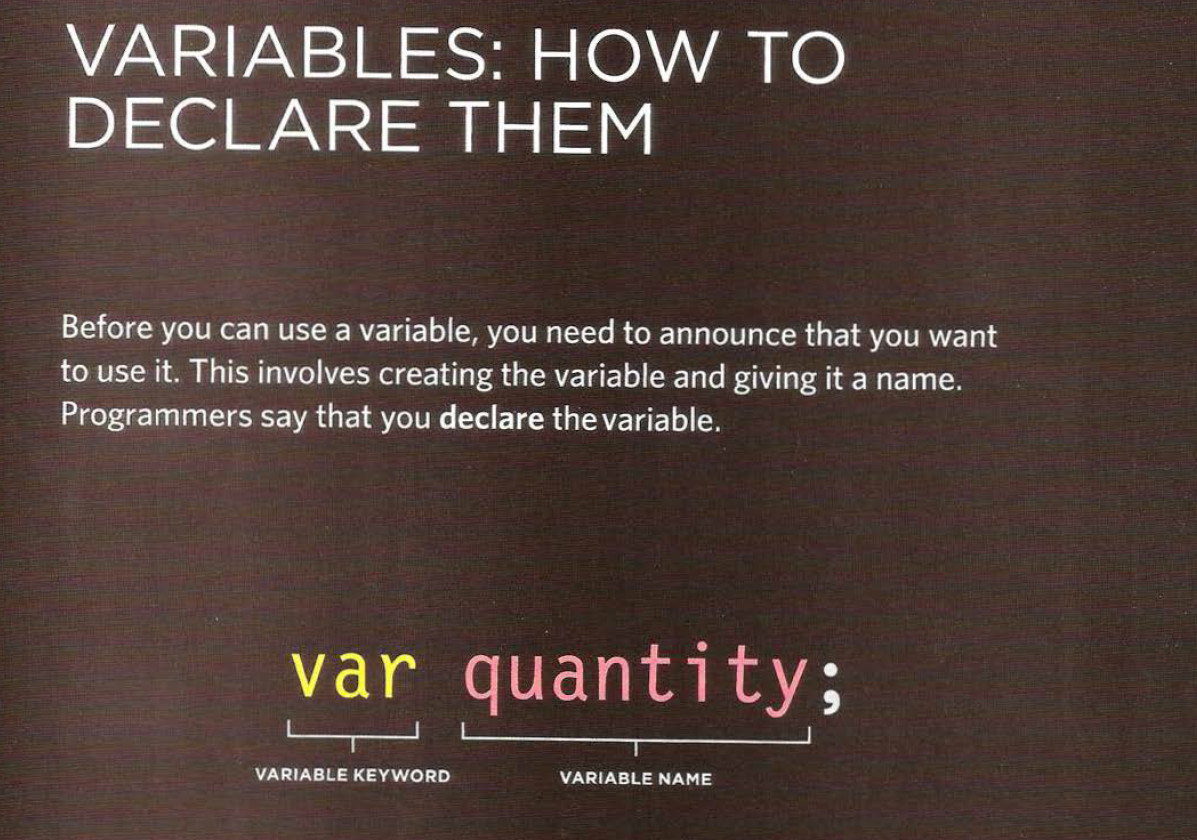 VARIABLES: HOW TO
DECLARE THEM
Before you can use a variable, you need to announce that you want
to use it. This involves creating the variable and giving it a name.
Programmers say that you declare the variable.
var quantity;
VARIABLE KEYWORD VARIABLE NAME